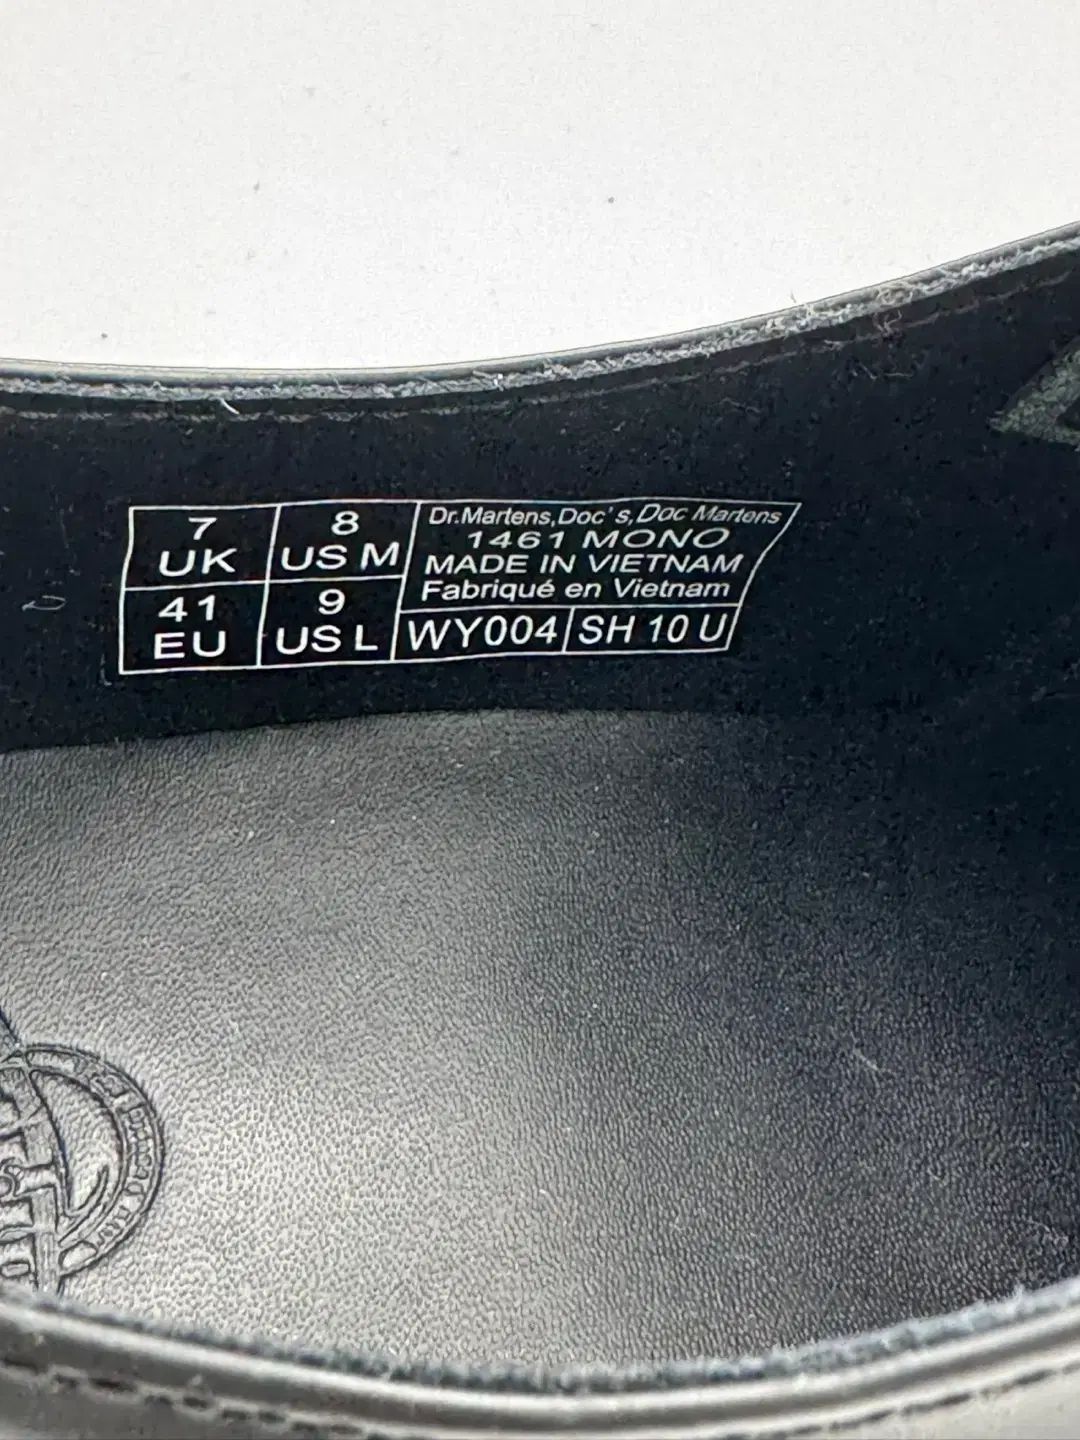 7
UK
8
US M
41
EU
9
US L
Dr.Martens,Doc's,Doc Martens
1461 MONO
MADE IN VIETNAM
Fabriqué en Vietnam
WY004
SH 10 U